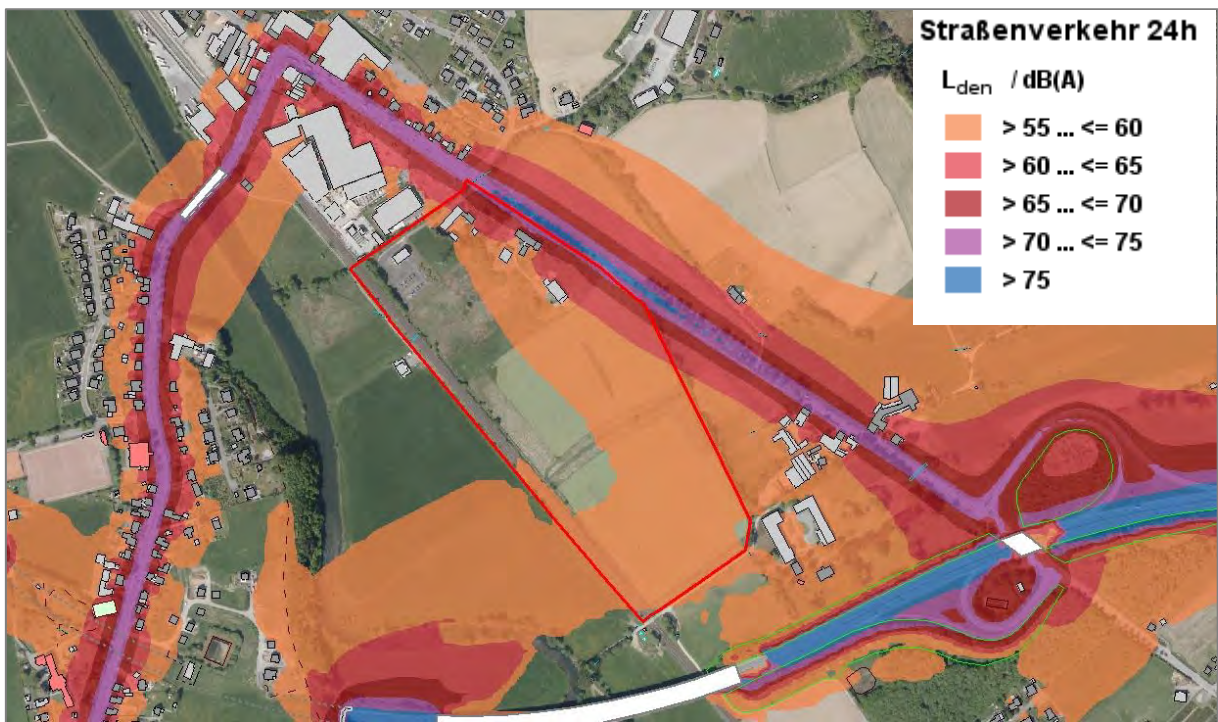 Straßenverkehr 24h
Lden / dB(A)
> 55 ... <= 60
> 60 ... <= 65
> 65 ... <= 70
> 70 ... <= 75
> 75